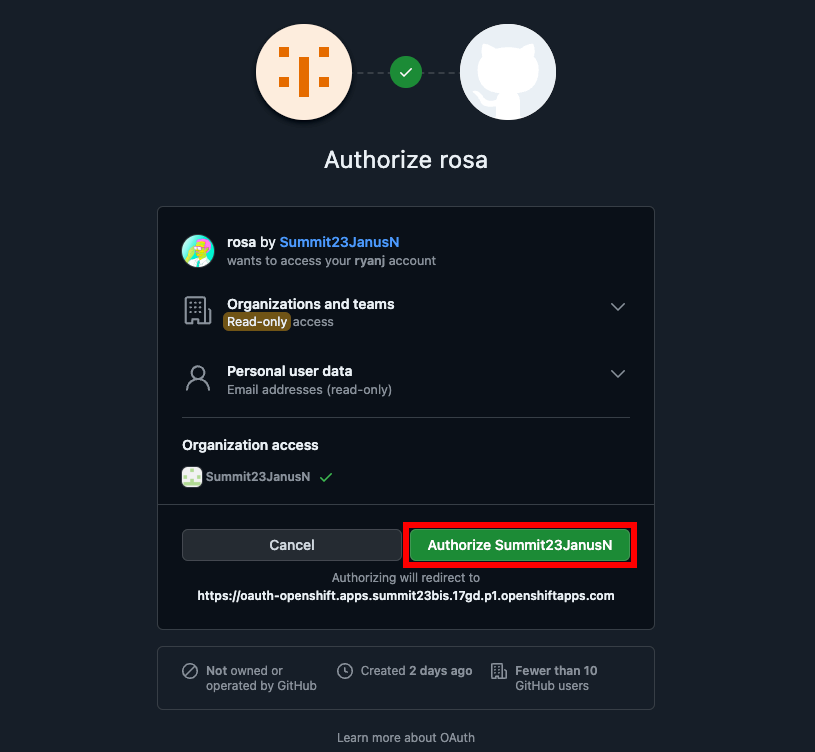 Authorize rosa
rosa by Summit23JanusN
wants to access your ryanj account
Organizations and teams
Read-only access
Personal user data
Email addresses (read-only)
Organization access
Summit23JanusN
Cancel
Authorize Summit23JanusN
Authorizing will redirect to
https://oauth-openshift.apps.summit23bis.17gd.p1.openshiftapps.com
Not owned or
operated by GitHub
Created 2 days ago
Fewer than 10
GitHub users
Learn more about OAuth